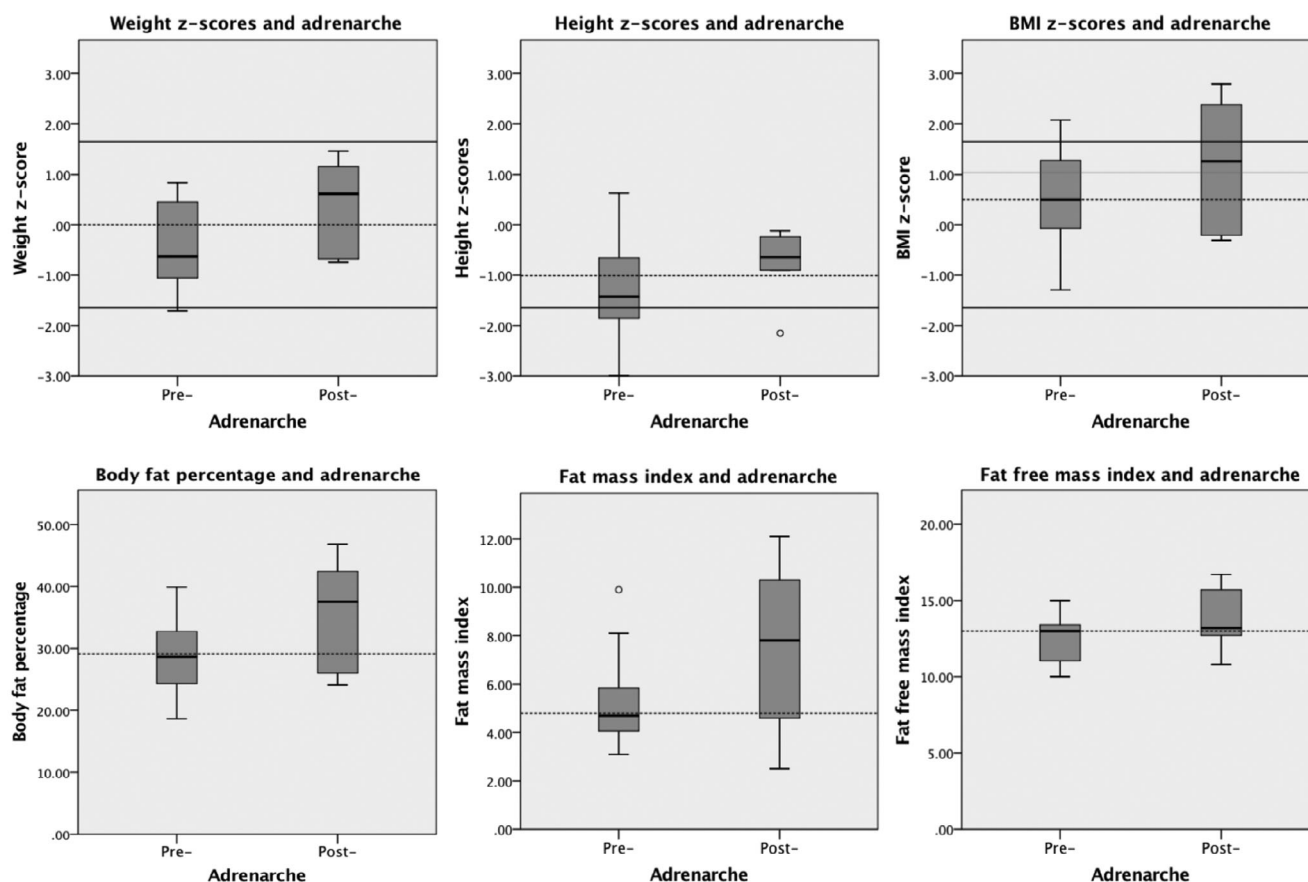 Weight z-scores and adrenarche
Weight z-score
3.00
2.00
1.00
.00
-1.00
-2.00
-3.00
Pre-
Post-
Adrenarche
Height z-scores and adrenarche
Height z-scores
3.00
2.00
1.00
.00
-1.00
-2.00
-3.00
Pre-
Post-
Adrenarche
BMI z-scores and adrenarche
BMI z-score
3.00
2.00
1.00
.00
-1.00
-2.00
-3.00
Pre-
Post-
Adrenarche
Body fat percentage and adrenarche
Body fat percentage
50.00
40.00
30.00
20.00
10.00
.00
Pre-
Post-
Adrenarche
Fat mass index and adrenarche
Fat mass index
12.00
10.00
8.00
6.00
4.00
2.00
.00
Pre-
Post-
Adrenarche
Fat free mass index and adrenarche
Fat free mass index
20.00
15.00
10.00
5.00
.00
Pre-
Post-
Adrenarche